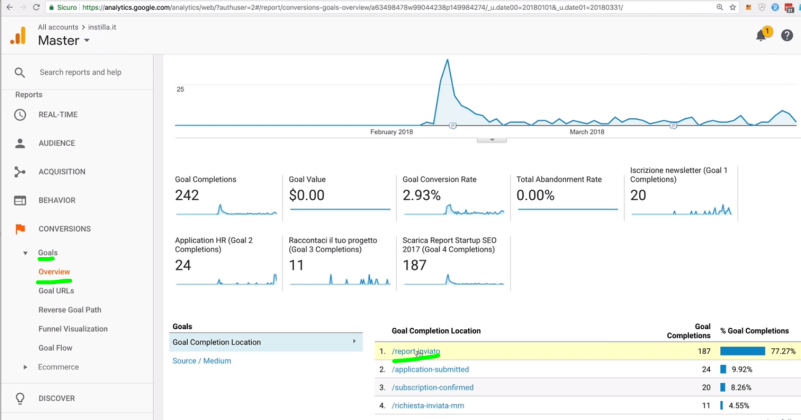 Sicuro | https://analytics.google.com/analytics/web/?authuser=2#/report/conversions-goals-overview/a63498478w99044238p149984274/_u.date00=20180101&_u.date01=20180331/
All accounts > instilla.it
Master
1
Search reports and help
Reports
REAL-TIME
AUDIENCE
ACQUISITION
BEHAVIOR
CONVERSIONS
Goals
Overview
Goal URLs
Reverse Goal Path
Funnel Visualization
Goal Flow
Ecommerce
DISCOVER
25
February 2018
March 2018
Goal Completions
242
Goal Value
$0.00
Goal Conversion Rate
2.93%
Total Abandonment Rate
0.00%
Iscrizione newsletter (Goal 1
Completions)
20
Application HR (Goal 2
Completions)
24
Raccontaci il tuo progetto
(Goal 3 Completions)
11
Scarica Report Startup SEO
2017 (Goal 4 Completions)
187
Goals
Goal Completion Location
Source / Medium
Goal Completion Location
Goal
Completions
% Goal Completions
1. /report-inviato 187 77.27%
2. /application-submitted 24 9.92%
3. /subscription-confirmed 20 8.26%
4. /richiesta-inviata-mm 11 4.55%